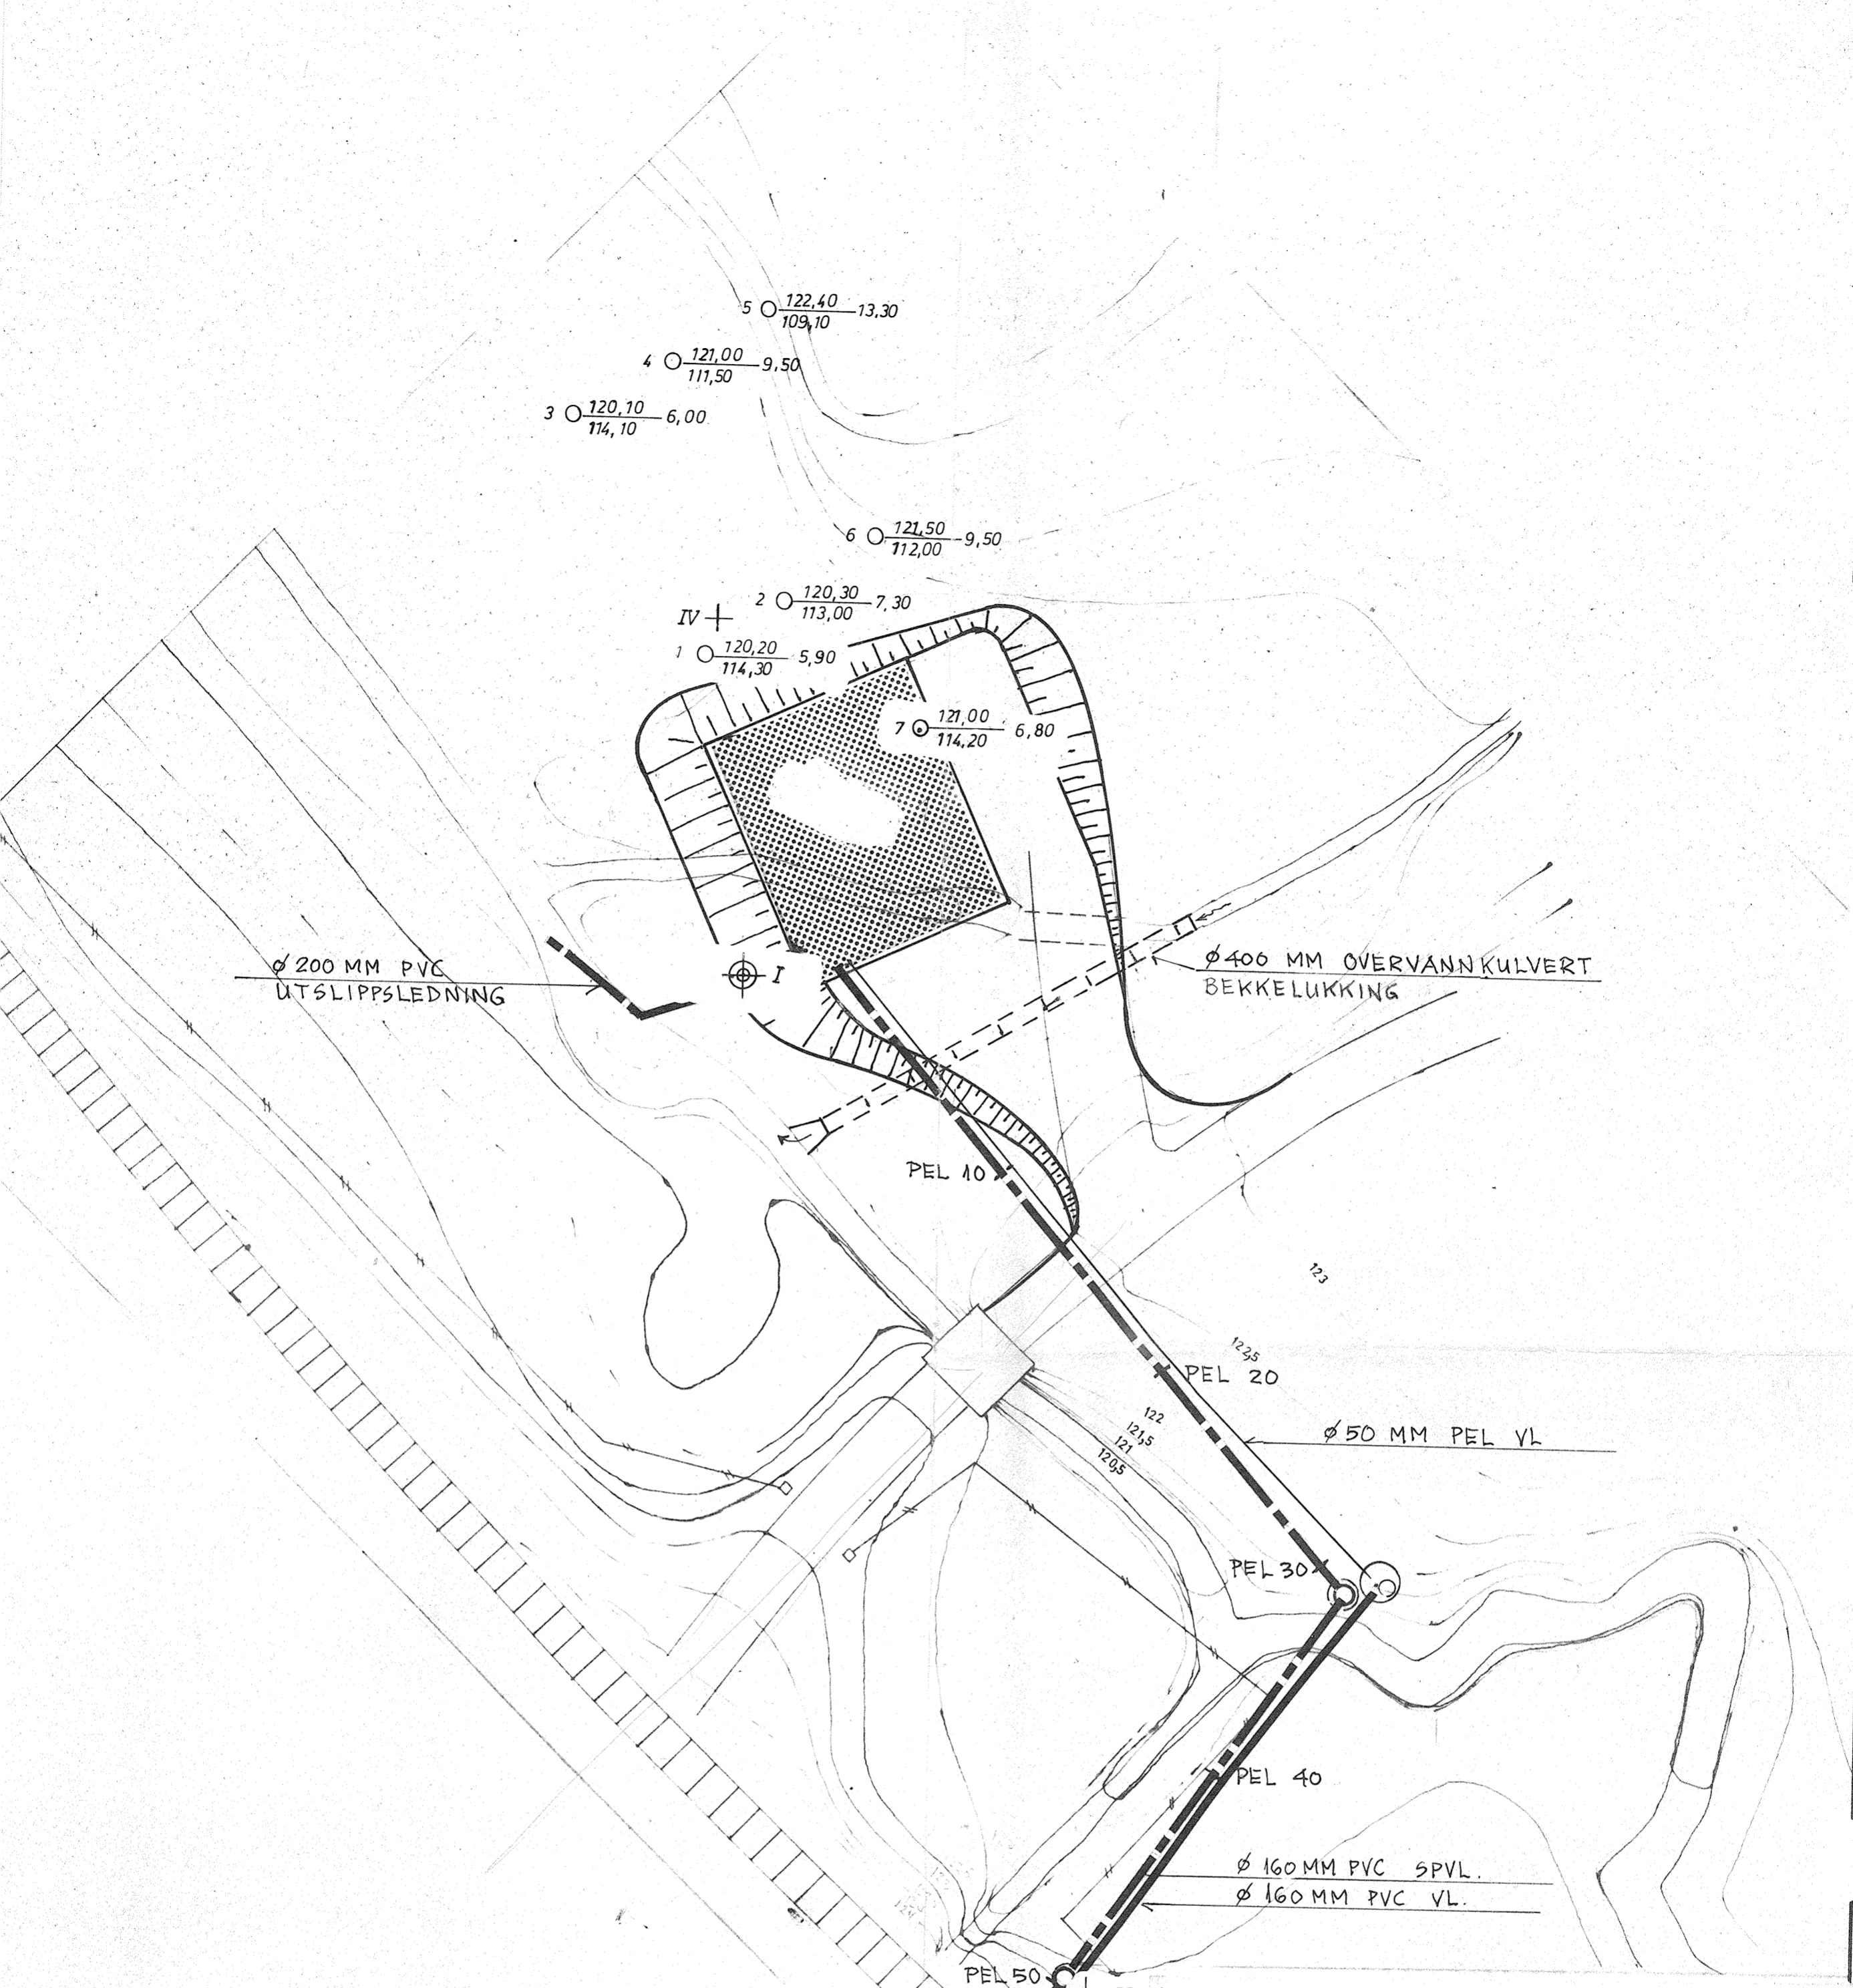 5 122,40 13,30
109,10
4 121,00 9,50
111,50
3 120,10 6,00
114,10
6 121,50 9,50
112,00
2 120,30 7,30
113,00
IV
1 120,20 5,90
114,30
7 121,00 6,80
114,20
I
Ø 200 MM PVC
UTSLIPPSLEDNING
Ø 400 MM OVERVANNKULVERT
BEKKELUKKING
PEL 10
123
122,5
PEL 20
122
121,5
121
120,5
Ø 50 MM PEL VL
PEL 30
PEL 40
Ø 160 MM PVC SPVL.
Ø 160 MM PVC VL.
PEL 50